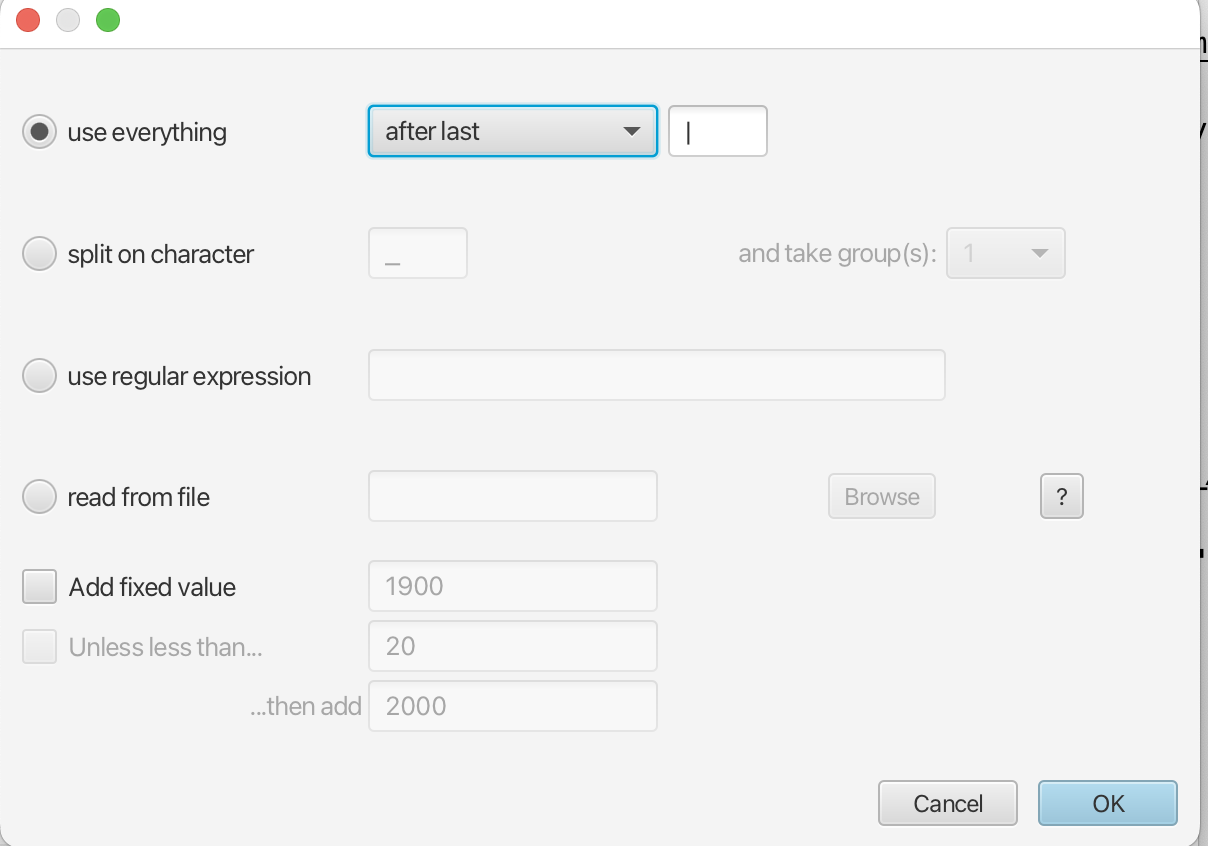 use everything after last |
split on character _ and take group(s): 1
use regular expression
read from file Browse ?
Add fixed value 1900
Unless less than... 20
...then add 2000
Cancel OK